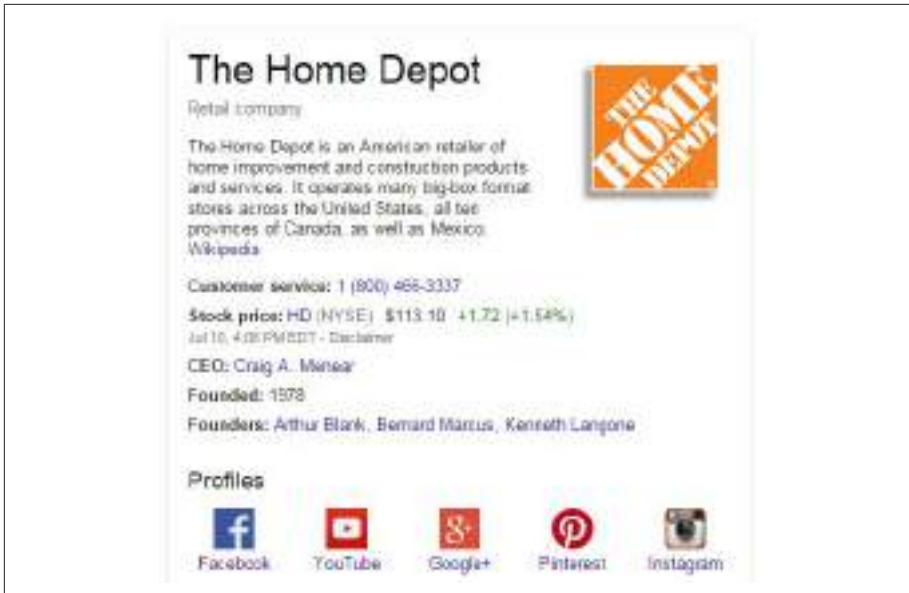 The Home Depot
Retail company
THE
HOME
DEPOT
The Home Depot is an American retailer of
home improvement and construction products
and services. It operates many big-box format
stores across the United States, all ten
provinces of Canada, as well as Mexico.
Wikipedia
Customer service: 1 (800) 466-3337
Stock price: HD (NYSE) $113.10 +1.72 (+1.54%)
Jul 10, 4:08 PM EDT - Disclaimer
CEO: Craig A. Menear
Founded: 1978
Founders: Arthur Blank, Bernard Marcus, Kenneth Langone
Profiles
Facebook YouTube Google+ Pinterest Instagram